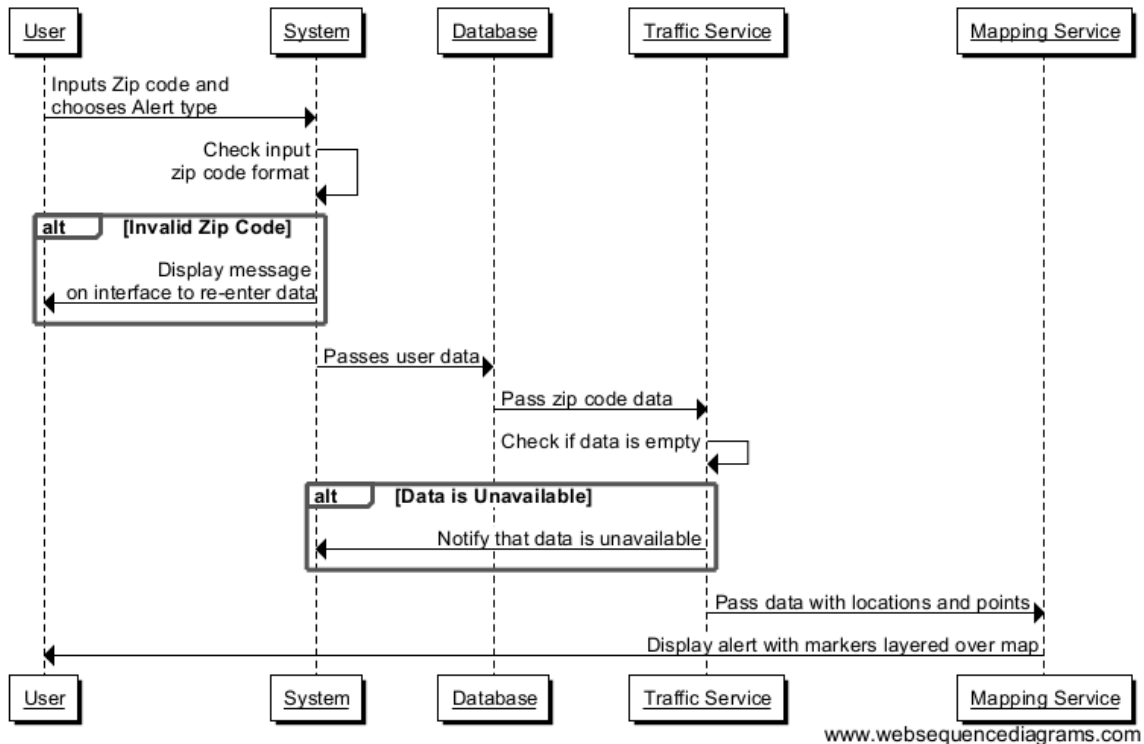 User
System
Database
Traffic Service
Mapping Service
Inputs Zip code and
chooses Alert type
Check input
zip code format
alt
[Invalid Zip Code]
Display message
on interface to re-enter data
Passes user data
Pass zip code data
Check if data is empty
alt
[Data is Unavailable]
Notify that data is unavailable
Pass data with locations and points
Display alert with markers layered over map
User
System
Database
Traffic Service
Mapping Service
www.websequencediagrams.com